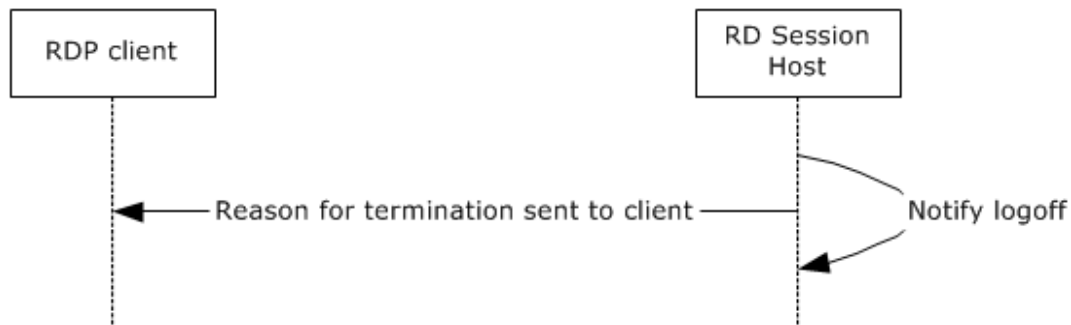 RDP client
RD Session
Host
Reason for termination sent to client
Notify logoff